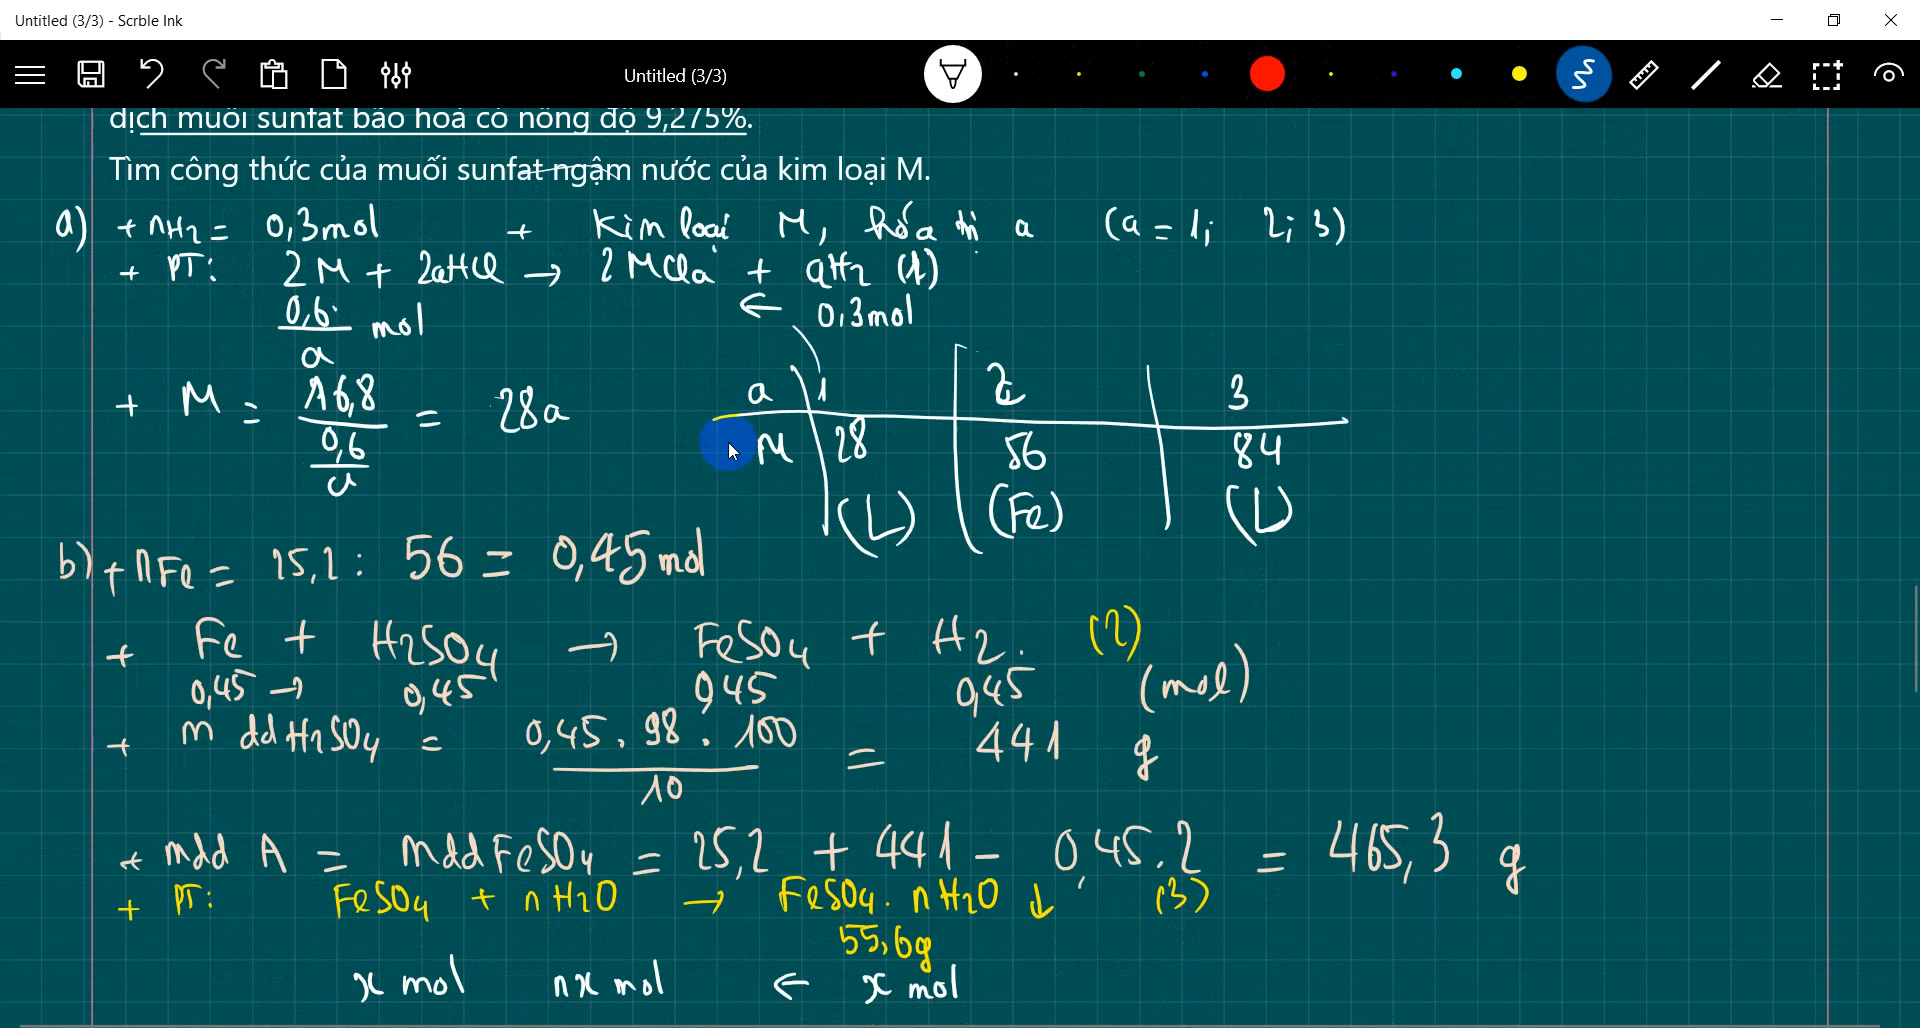 Untitled (3/3) - Scrble Ink
Untitled (3/3)
dịch muối sunfat bão hoà có nồng độ 9,275%.
Tìm công thức của muối sunfat ngậm nước của kim loại M.
a) + nH2 = 0,3mol + Kim loại M, hóa trị a (a = 1; 2; 3)
+ PT: 2M + 2aHCl → 2MCla + aH2 (1)
0,6/a mol ← 0,3mol
+ M = 16,8 / (0,6/a) = 28a
a 1 2 3
M 28 56 84
(L) (Fe) (L)
b) + nFe = 25,2 : 56 = 0,45 mol
+ Fe + H2SO4 → FeSO4 + H2. (2)
0,45 → 0,45 0,45 0,45 (mol)
+ m dd H2SO4 = 0,45 . 98 . 100 / 10 = 441 g
+ mdd A = mdd FeSO4 = 25,2 + 441 - 0,45.2 = 465,3 g
+ PT: FeSO4 + nH2O → FeSO4. nH2O ↓ (3)
55,6g
x mol nx mol ← x mol